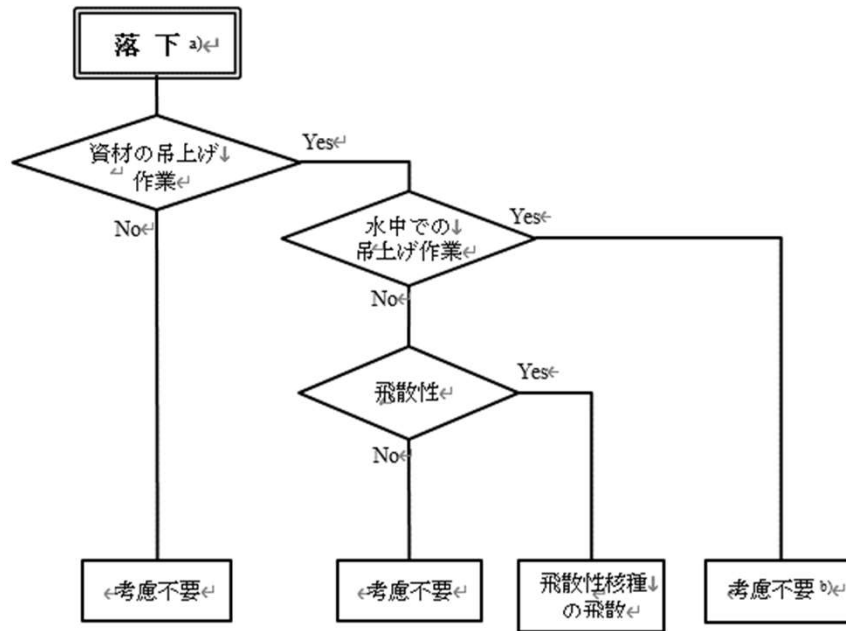 落 下 a)↵
資材の吊上げ↓
作業↵
Yes↵
No↵
水中での↓
吊上げ作業↵
Yes↵
No↵
飛散性↵
Yes↵
No↵
考慮不要↵
考慮不要↵
飛散性核種↓
の飛散↵
考慮不要 b)↵